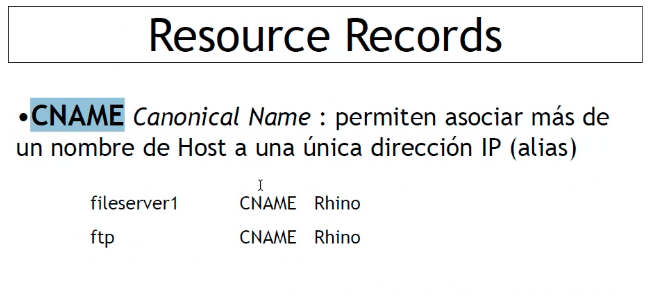 Resource Records
•CNAME Canonical Name : permiten asociar más de
un nombre de Host a una única dirección IP (alias)
fileserver1 CNAME Rhino
ftp CNAME Rhino